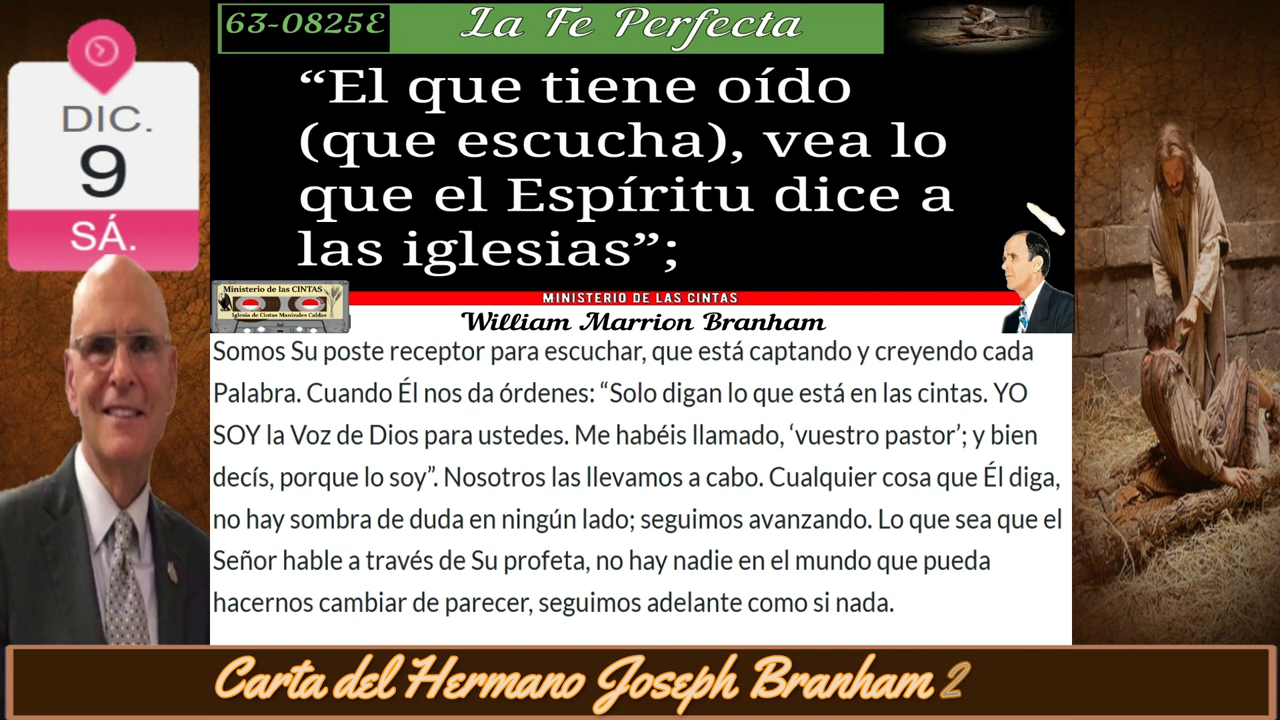 63-0825E
La Fe Perfecta
DIC.
9
SÁ.
“El que tiene oído
(que escucha), vea lo
que el Espíritu dice a
las iglesias”;
Ministerio de las CINTAS
Iglesia de Cintas Manizales Caldas
MINISTERIO DE LAS CINTAS
William Marrion Branham
Somos Su poste receptor para escuchar, que está captando y creyendo cada
Palabra. Cuando Él nos da órdenes: “Solo digan lo que está en las cintas. YO
SOY la Voz de Dios para ustedes. Me habéis llamado, ‘vuestro pastor’; y bien
decís, porque lo soy”. Nosotros las llevamos a cabo. Cualquier cosa que Él diga,
no hay sombra de duda en ningún lado; seguimos avanzando. Lo que sea que el
Señor hable a través de Su profeta, no hay nadie en el mundo que pueda
hacernos cambiar de parecer, seguimos adelante como si nada.
Carta del Hermano Joseph Branham 2